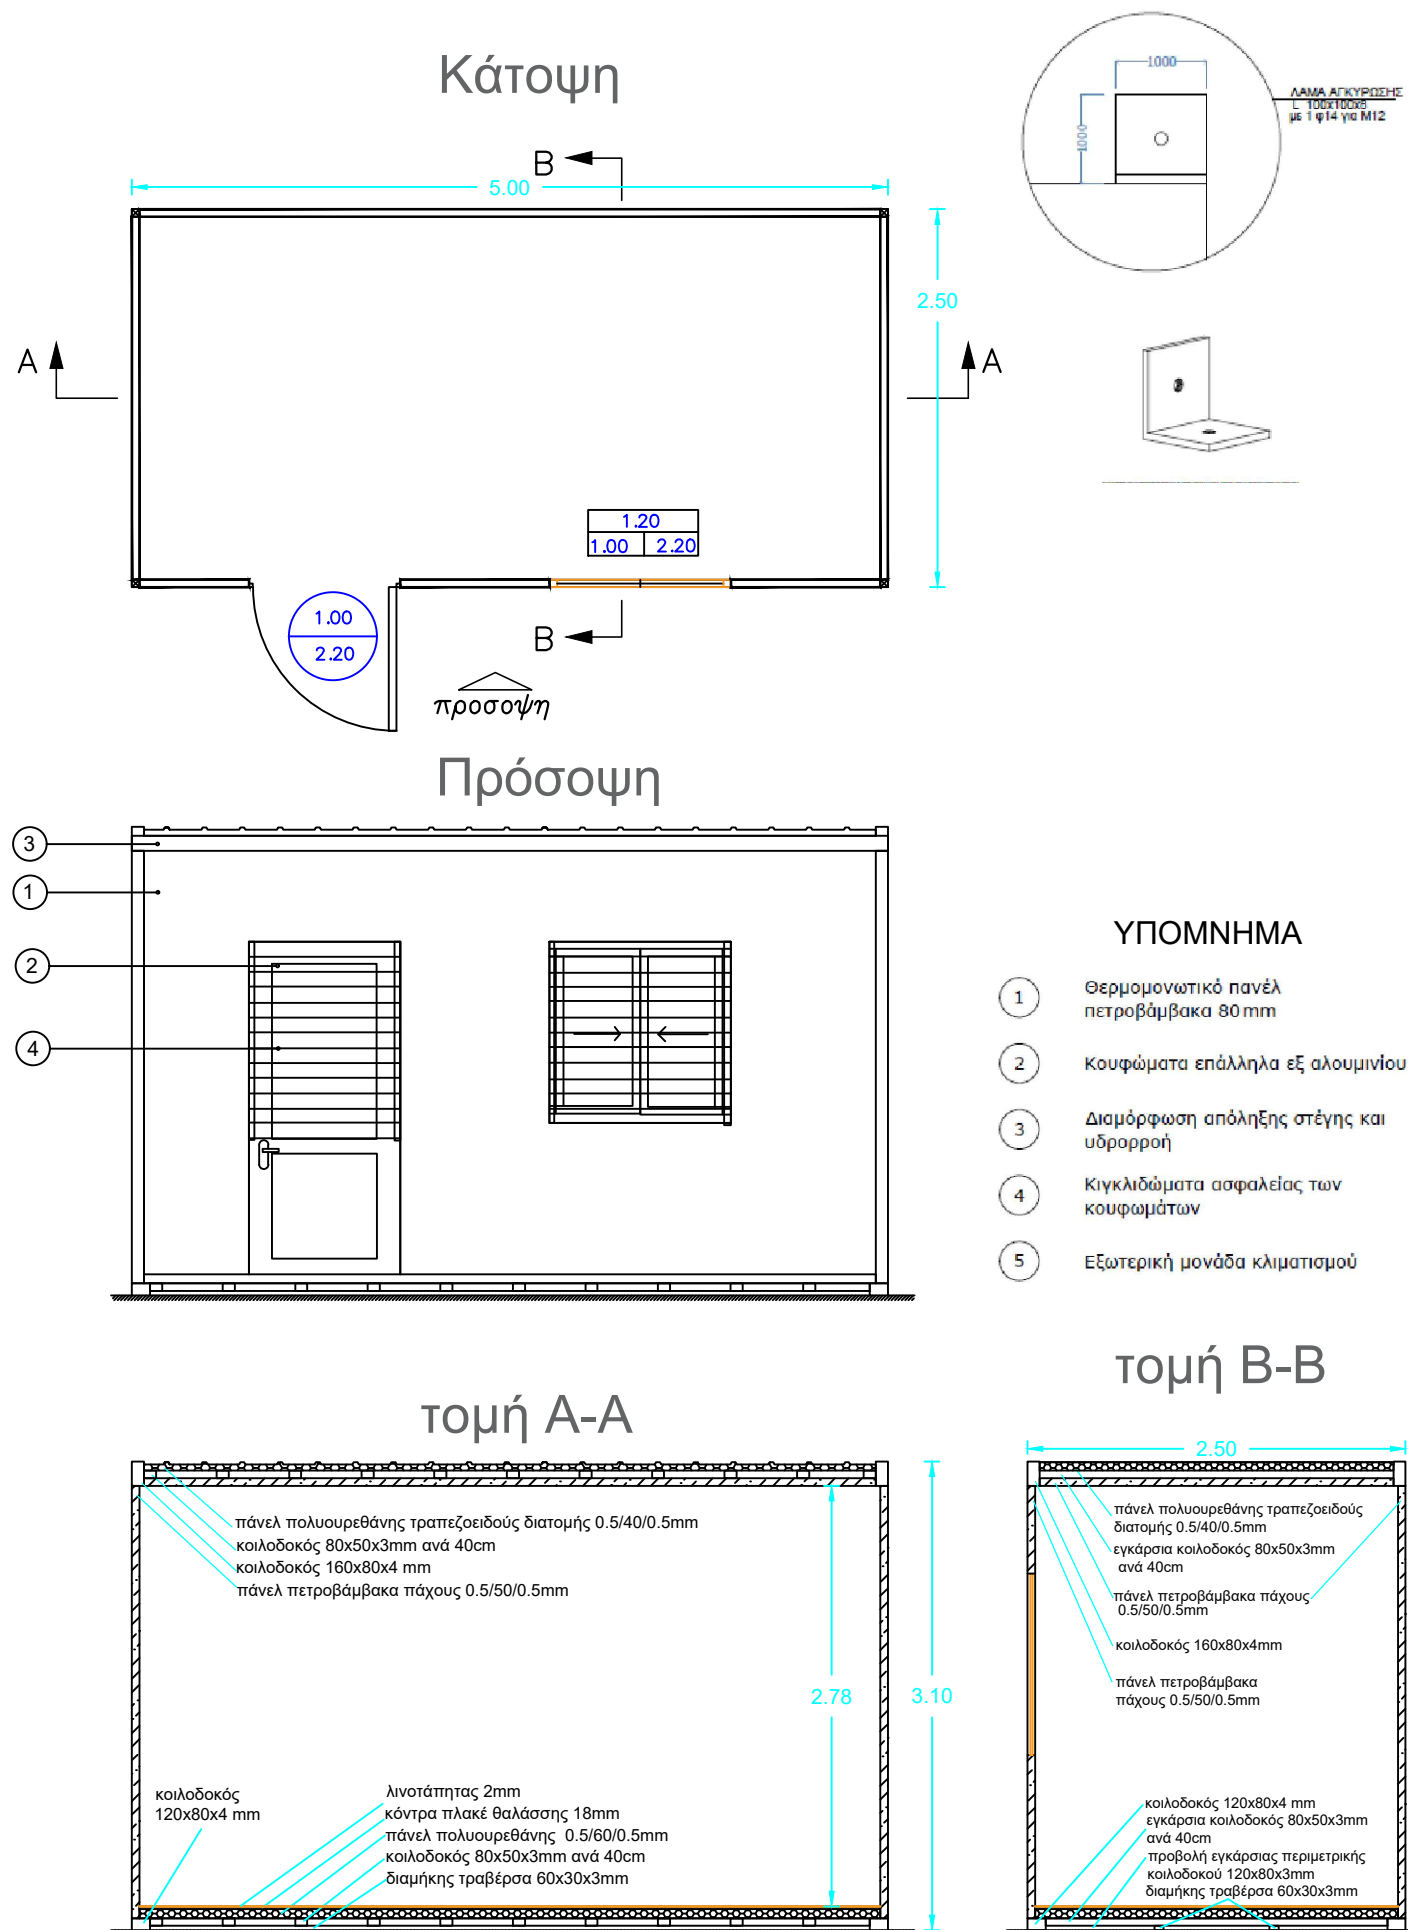 Κάτοψη
1000
1000
ΛΑΜΑ ΑΓΚΥΡΩΣΗΣ
L 100x100x8
με 1 φ14 για M12
B
5.00
2.50
A
A
1.20
1.00 2.20
1.00
2.20
B
προσοψη
Πρόσοψη
3
1
2
4
ΥΠΟΜΝΗΜΑ
1 Θερμομονωτικό πανέλ
πετροβάμβακα 80 mm
2 Κουφώματα επάλληλα εξ αλουμινίου
3 Διαμόρφωση απόληξης στέγης και
υδρορροή
4 Κιγκλιδώματα ασφαλείας των
κουφωμάτων
5 Εξωτερική μονάδα κλιματισμού
τομή Α-Α
πάνελ πολυουρεθάνης τραπεζοειδούς διατομής 0.5/40/0.5mm
κοιλοδοκός 80x50x3mm ανά 40cm
κοιλοδοκός 160x80x4 mm
πάνελ πετροβάμβακα πάχους 0.5/50/0.5mm
2.78
3.10
κοιλοδοκός
120x80x4 mm
λινοτάπητας 2mm
κόντρα πλακέ θαλάσσης 18mm
πάνελ πολυουρεθάνης 0.5/60/0.5mm
κοιλοδοκός 80x50x3mm ανά 40cm
διαμήκης τραβέρσα 60x30x3mm
τομή Β-Β
2.50
πάνελ πολυουρεθάνης τραπεζοειδούς
διατομής 0.5/40/0.5mm
εγκάρσια κοιλοδοκός 80x50x3mm
ανά 40cm
πάνελ πετροβάμβακα πάχους
0.5/50/0.5mm
κοιλοδοκός 160x80x4mm
πάνελ πετροβάμβακα
πάχους 0.5/50/0.5mm
κοιλοδοκός 120x80x4 mm
εγκάρσια κοιλοδοκός 80x50x3mm
ανά 40cm
προβολή εγκάρσιας περιμετρικής
κοιλοδοκού 120x80x3mm
διαμήκης τραβέρσα 60x30x3mm